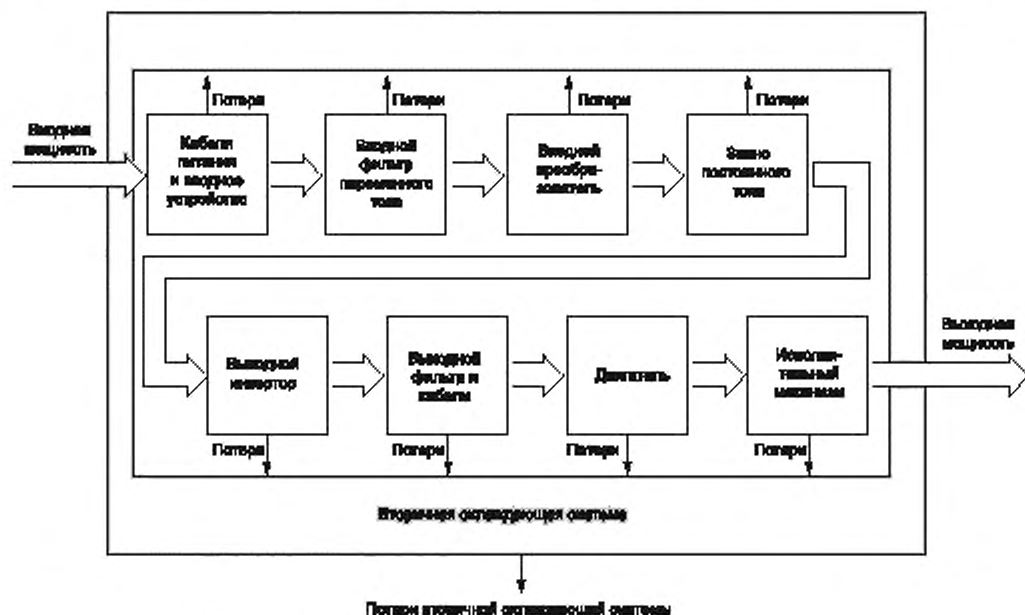 Потери
Потери
Потери
Потери
Входная
мощность
Кабели
питания
и вводное
устройство
Входной
фильтр
переменного
тока
Входной
преобра-
зователь
Звено
постоянного
тока
Выходная
мощность
Выходной
инвертор
Выходной
фильтр и
кабели
Двигатель
Исполни-
тельный
механизм
Потери
Потери
Потери
Потери
Вторичная охлаждающая система
Потери вторичной охлаждающей системы